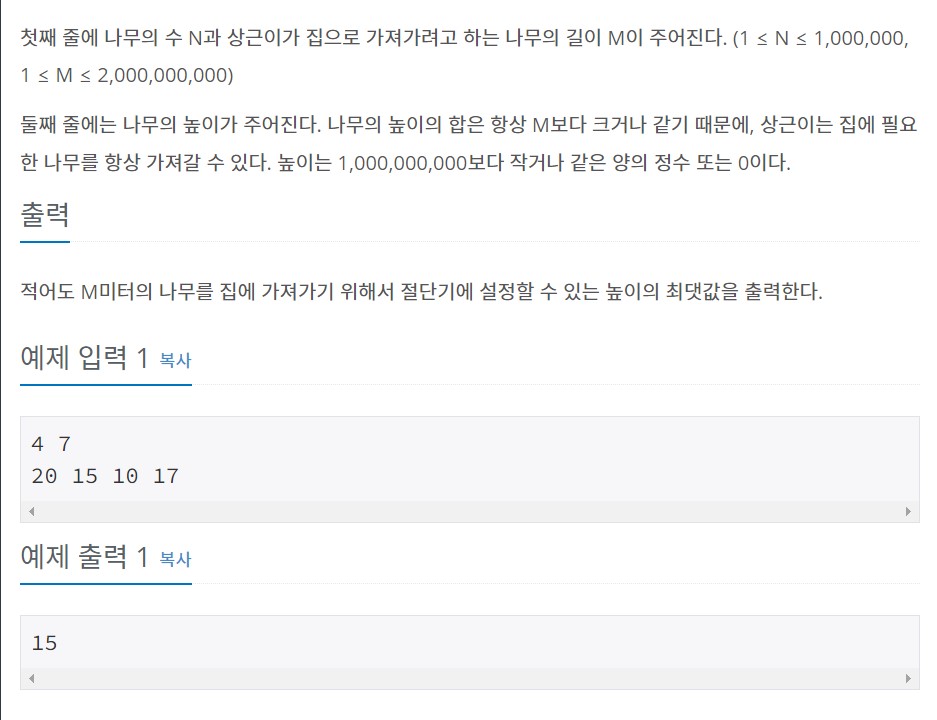 첫째 줄에 나무의 수 N과 상근이가 집으로 가져가려고 하는 나무의 길이 M이 주어진다. (1 ≤ N ≤ 1,000,000,
1 ≤ M ≤ 2,000,000,000)
둘째 줄에는 나무의 높이가 주어진다. 나무의 높이의 합은 항상 M보다 크거나 같기 때문에, 상근이는 집에 필요
한 나무를 항상 가져갈 수 있다. 높이는 1,000,000,000보다 작거나 같은 양의 정수 또는 0이다.
출력
적어도 M미터의 나무를 집에 가져가기 위해서 절단기에 설정할 수 있는 높이의 최댓값을 출력한다.
예제 입력 1 복사
4 7
20 15 10 17
예제 출력 1 복사
15